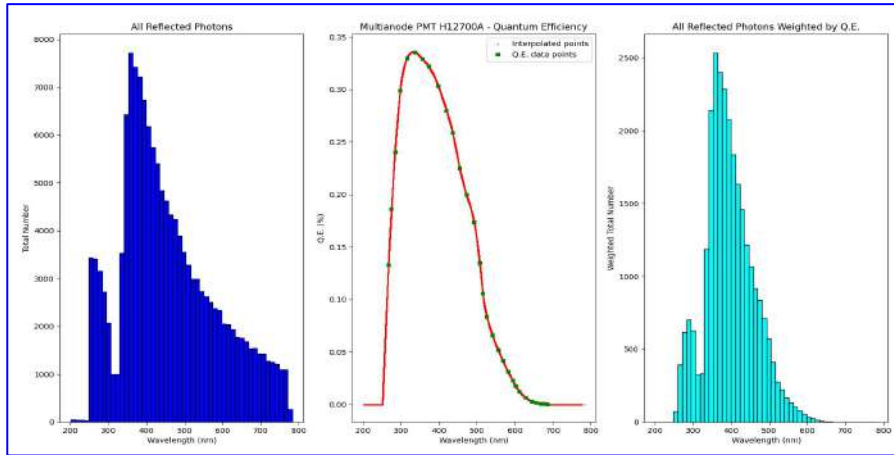 All Reflected Photons
Total Number
8000
7000
6000
5000
4000
3000
2000
1000
0
200 300 400 500 600 700 800
Wavelength (nm)
Multianode PMT H12700A - Quantum Efficiency
Interpolated points
Q.E. data points
Q.E. (%)
0.35
0.30
0.25
0.20
0.15
0.10
0.05
0.00
200 300 400 500 600 700 800
Wavelength (nm)
All Reflected Photons Weighted by Q.E.
Weighted Total Number
2500
2000
1500
1000
500
0
200 300 400 500 600 700 800
Wavelength (nm)